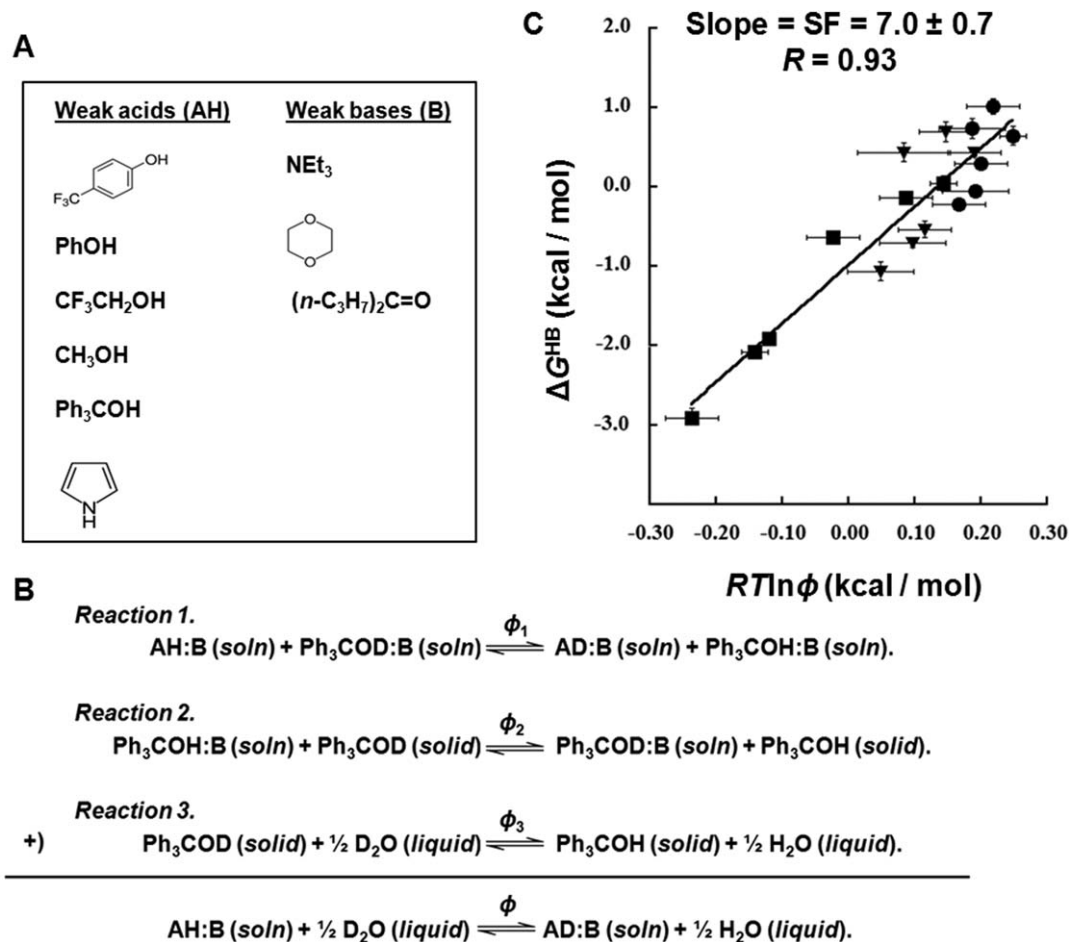 A
Weak acids (AH) Weak bases (B)
OH
F₃C
NEt₃
PhOH
O
O
CF₃CH₂OH
(n-C₃H₇)₂C=O
CH₃OH
Ph₃COH
N
H
C
Slope = SF = 7.0 ± 0.7
R = 0.93
2.0
1.0
0.0
-1.0
-2.0
-3.0
ΔG^HB (kcal / mol)
-0.30 -0.20 -0.10 0.00 0.10 0.20 0.30
RTlnϕ (kcal / mol)
B
Reaction 1.
ϕ₁
AH:B (soln) + Ph₃COD:B (soln) ⇌ AD:B (soln) + Ph₃COH:B (soln).
Reaction 2.
ϕ₂
Ph₃COH:B (soln) + Ph₃COD (solid) ⇌ Ph₃COD:B (soln) + Ph₃COH (solid).
Reaction 3.
ϕ₃
+) Ph₃COD (solid) + ½ D₂O (liquid) ⇌ Ph₃COH (solid) + ½ H₂O (liquid).
ϕ
AH:B (soln) + ½ D₂O (liquid) ⇌ AD:B (soln) + ½ H₂O (liquid).